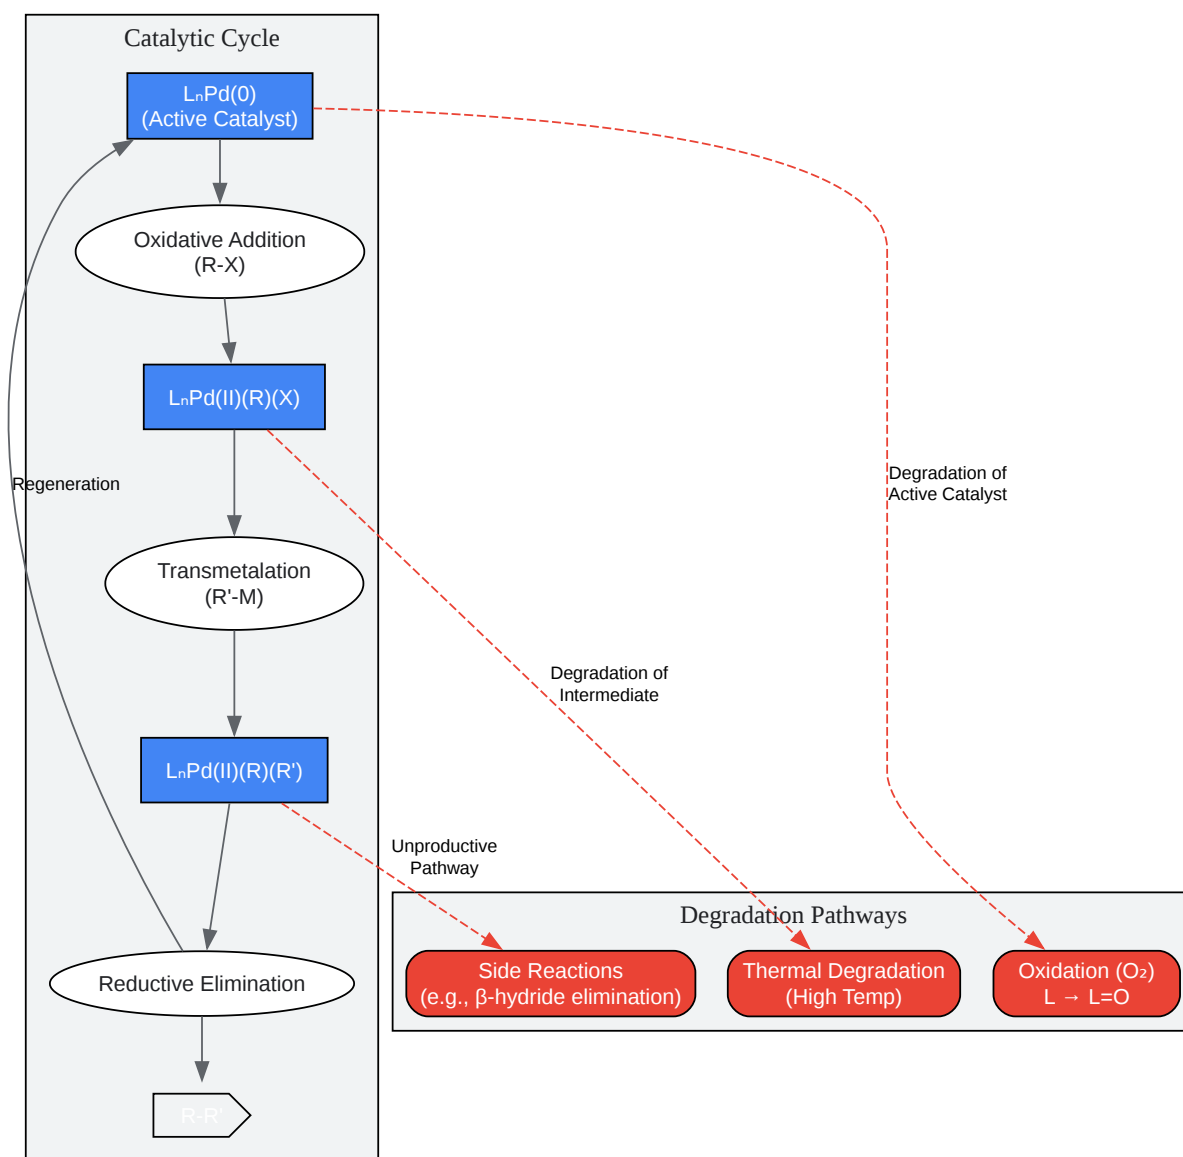 Catalytic Cycle
LₙPd(0)
(Active Catalyst)
Oxidative Addition
(R-X)
LₙPd(II)(R)(X)
Regeneration
Degradation of
Active Catalyst
Transmetalation
(R'-M)
Degradation of
Intermediate
LₙPd(II)(R)(R')
Unproductive
Pathway
Degradation Pathways
Reductive Elimination
Side Reactions
(e.g., β-hydride elimination)
Thermal Degradation
(High Temp)
Oxidation (O₂)
L → L=O
R-R'